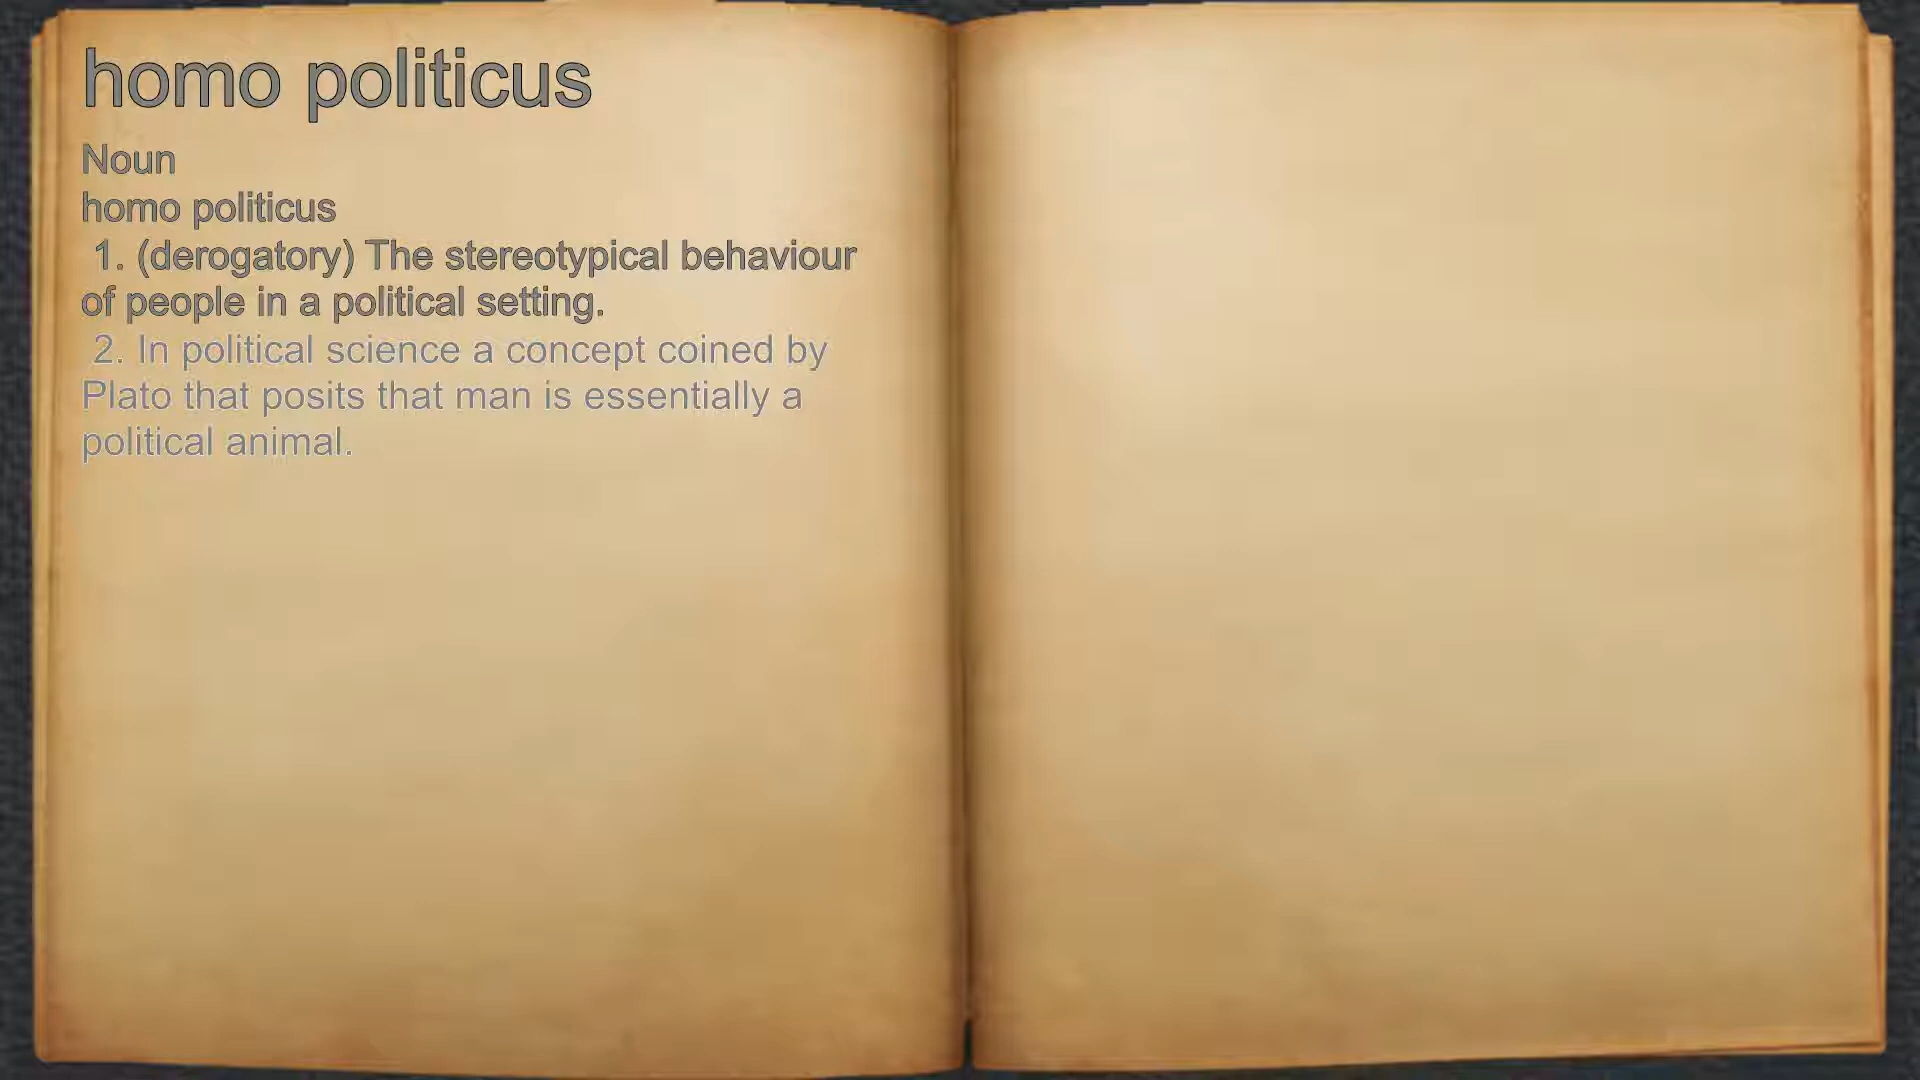 homo politicus
Noun
homo politicus
1. (derogatory) The stereotypical behaviour
of people in a political setting.
2. In political science a concept coined by
Plato that posits that man is essentially a
political animal.